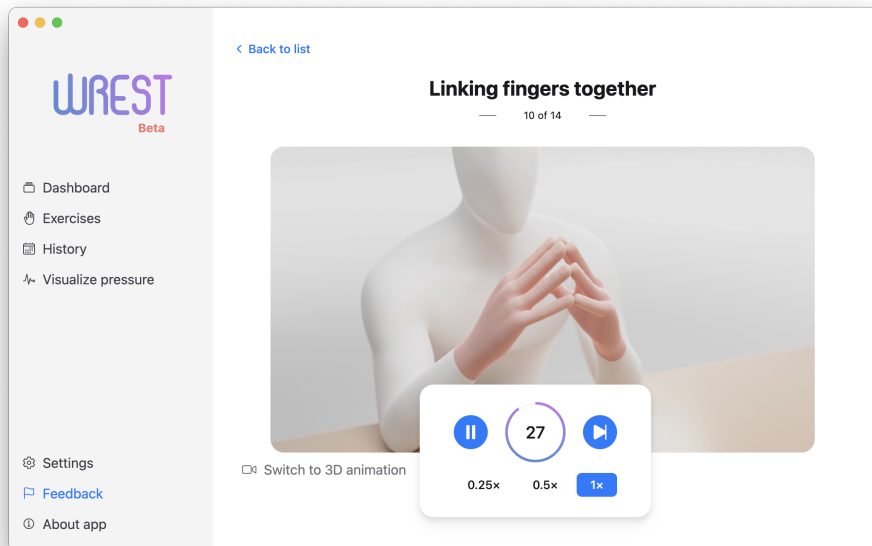 WREST
Beta
Dashboard
Exercises
History
Visualize pressure
Settings
Feedback
About app
Back to list
Linking fingers together
10 of 14
27
Switch to 3D animation
0.25× 0.5× 1×